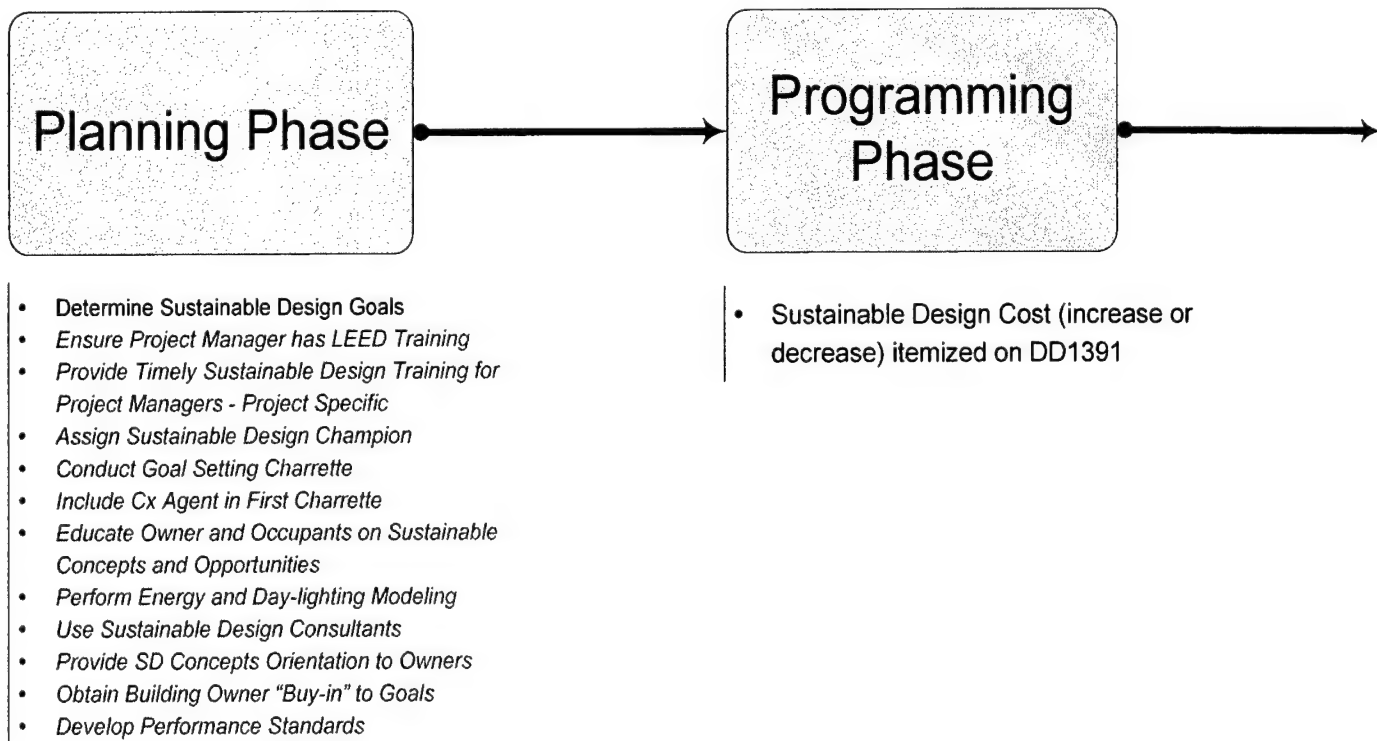 Planning Phase
Programming
Phase
• Determine Sustainable Design Goals
• Ensure Project Manager has LEED Training
• Provide Timely Sustainable Design Training for
Project Managers - Project Specific
• Assign Sustainable Design Champion
• Conduct Goal Setting Charrette
• Include Cx Agent in First Charrette
• Educate Owner and Occupants on Sustainable
Concepts and Opportunities
• Perform Energy and Day-lighting Modeling
• Use Sustainable Design Consultants
• Provide SD Concepts Orientation to Owners
• Obtain Building Owner “Buy-in” to Goals
• Develop Performance Standards
• Sustainable Design Cost (increase or
decrease) itemized on DD1391